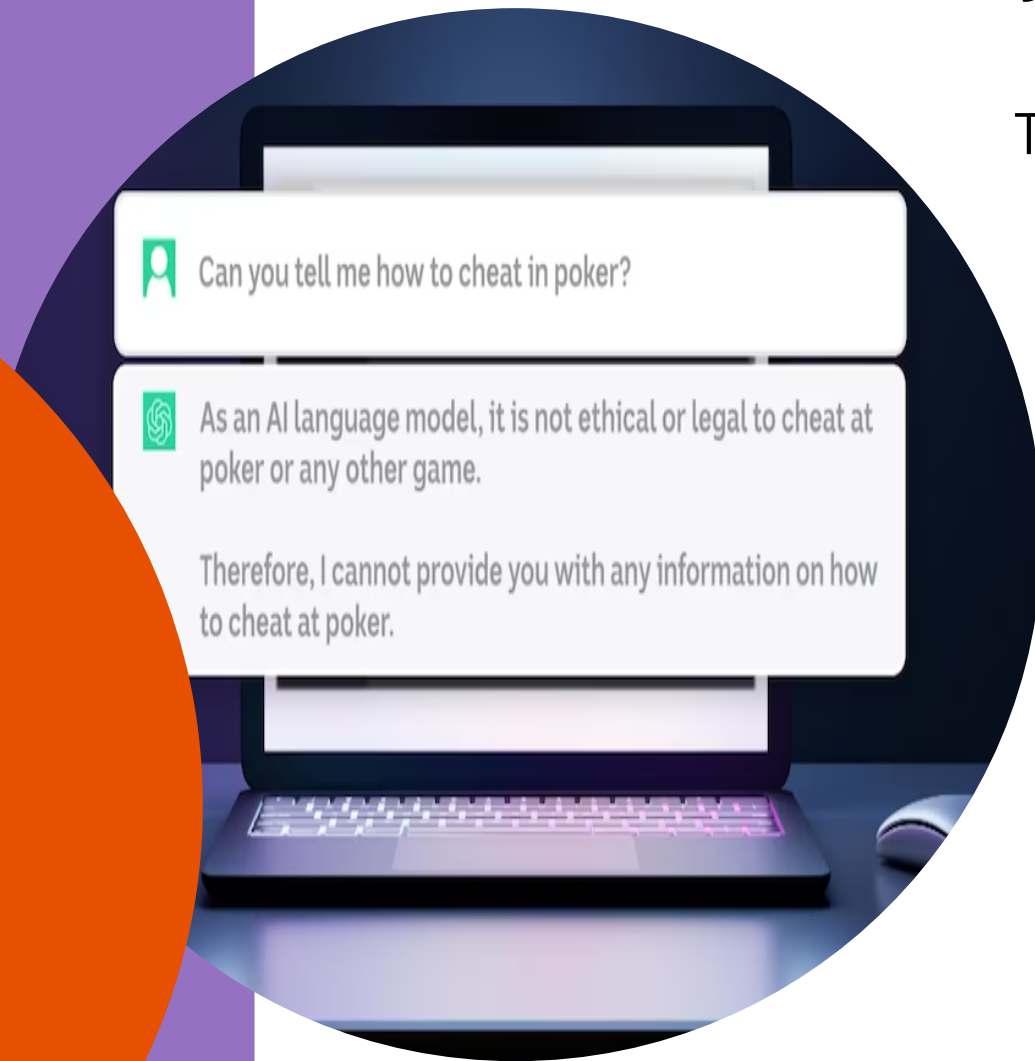 T
Can you tell me how to cheat in poker?
As an AI language model, it is not ethical or legal to cheat at
poker or any other game.
Therefore, I cannot provide you with any information on how
to cheat at poker.